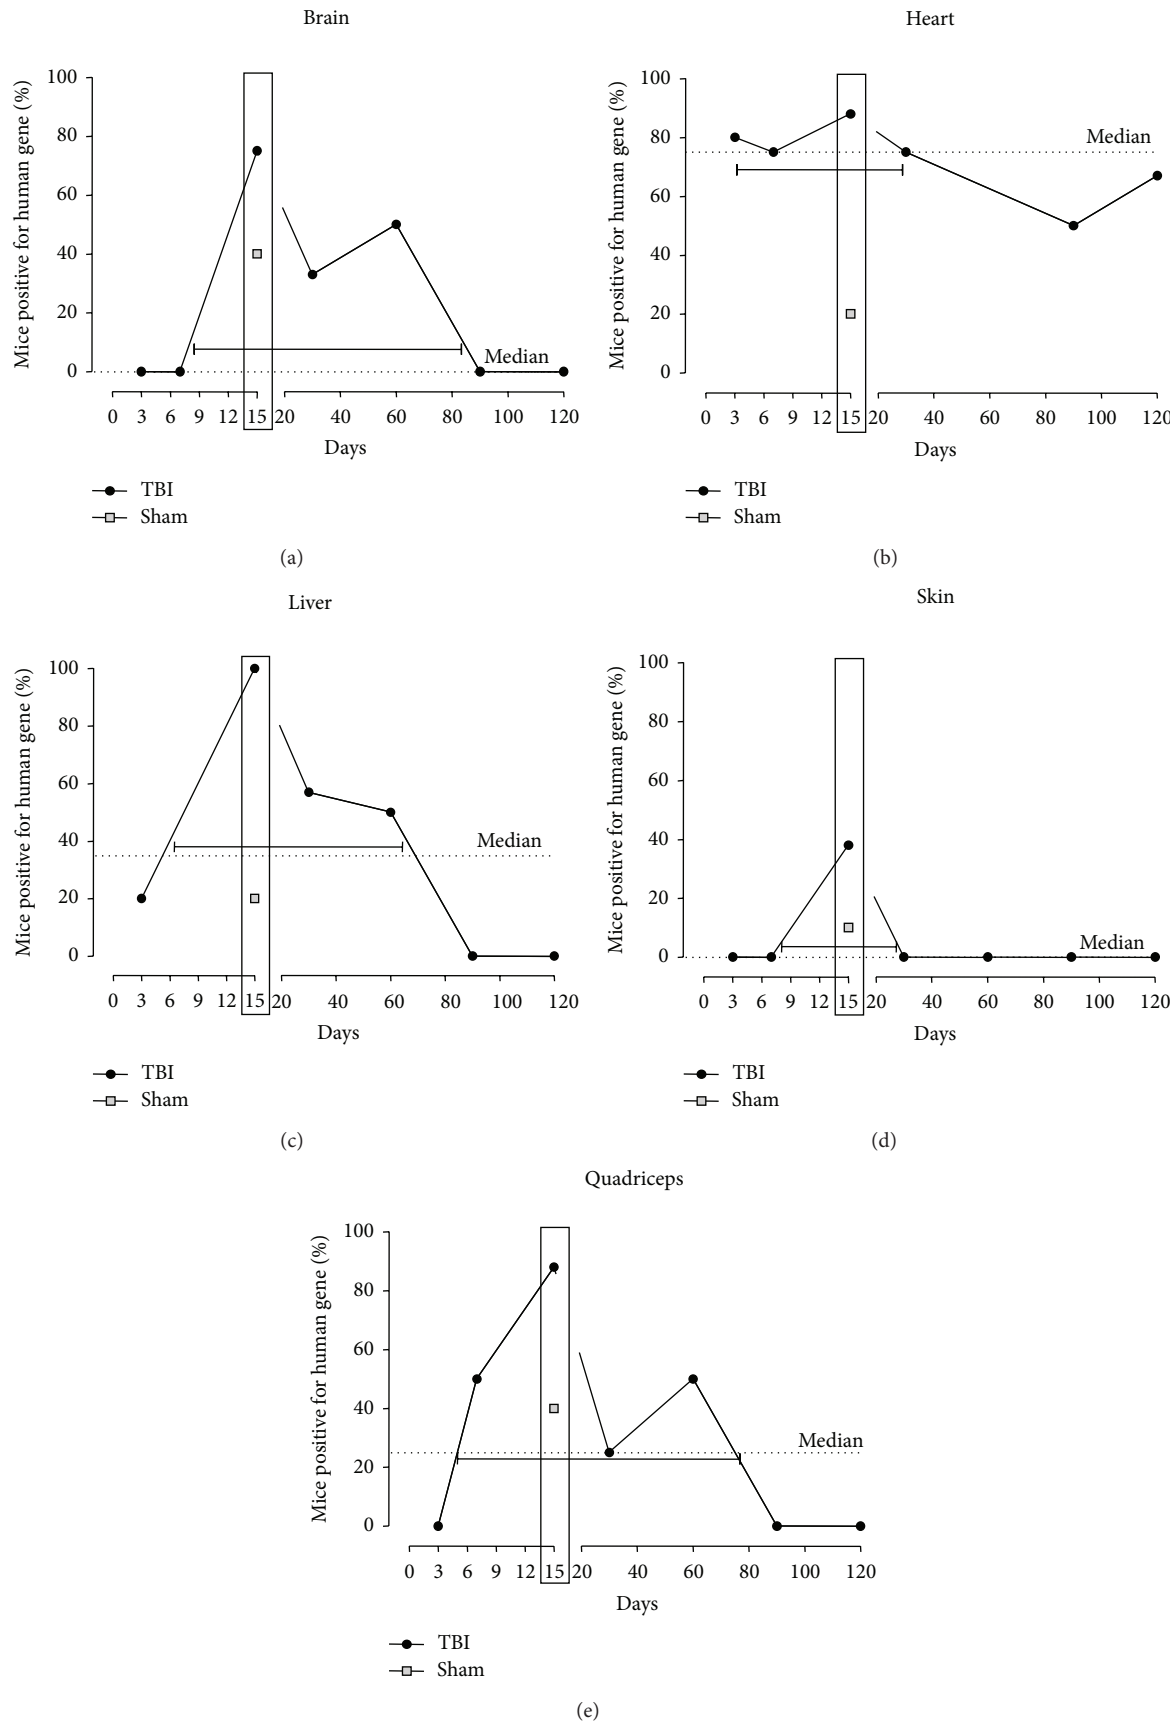 Brain
Mice positive for human gene (%)
100
80
60
40
20
0
Median
0 3 6 9 12 15 20 40 60 80 100 120
Days
TBI
Sham
(a)
Heart
Mice positive for human gene (%)
100
80
60
40
20
0
Median
0 3 6 9 12 15 20 40 60 80 100 120
Days
TBI
Sham
(b)
Liver
Mice positive for human gene (%)
100
80
60
40
20
0
Median
0 3 6 9 12 15 20 40 60 80 100 120
Days
TBI
Sham
(c)
Skin
Mice positive for human gene (%)
100
80
60
40
20
0
Median
0 3 6 9 12 15 20 40 60 80 100 120
Days
TBI
Sham
(d)
Quadriceps
Mice positive for human gene (%)
100
80
60
40
20
0
Median
0 3 6 9 12 15 20 40 60 80 100 120
Days
TBI
Sham
(e)